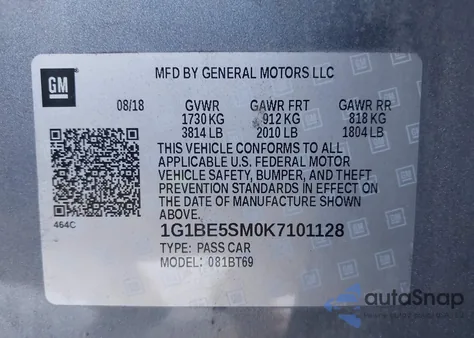 GM
MFD BY GENERAL MOTORS LLC
08/18 GVWR GAWR FRT GAWR RR
1730 KG 912 KG 818 KG
3814 LB 2010 LB 1804 LB
THIS VEHICLE CONFORMS TO ALL
APPLICABLE U.S. FEDERAL MOTOR
VEHICLE SAFETY, BUMPER, AND THEFT
PREVENTION STANDARDS IN EFFECT ON
THE DATE OF MANUFACTURE SHOWN
ABOVE.
464C
1G1BE5SM0K7101128
TYPE: PASS CAR
MODEL: 081BT69
autoSnap